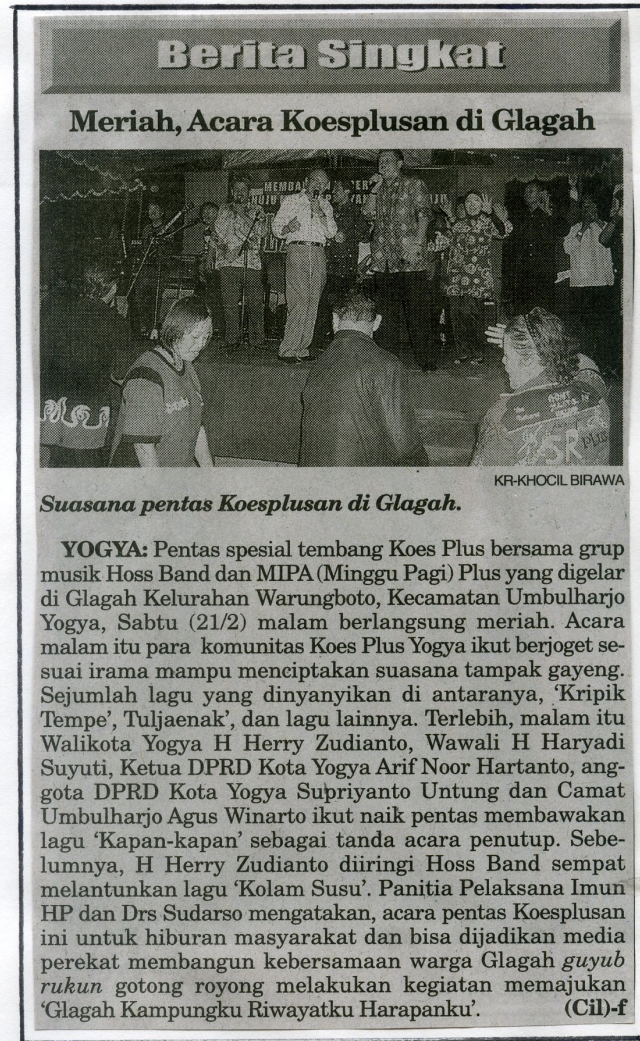 Berita Singkat
Meriah, Acara Koesplusan di Glagah
SR
KR-KHOCIL BIRAWA
Suasana pentas Koesplusan di Glagah.
YOGYA: Pentas spesial tembang Koes Plus bersama grup
musik Hoss Band dan MIPA (Minggu Pagi) Plus yang digelar
di Glagah Kelurahan Warungboto, Kecamatan Umbulharjo
Yogya, Sabtu (21/2) malam berlangsung meriah. Acara
malam itu para komunitas Koes Plus Yogya ikut berjoget se-
suai irama mampu menciptakan suasana tampak gayeng.
Sejumlah lagu yang dinyanyikan di antaranya, ‘Kripik
Tempe’, Tuljaenak’, dan lagu lainnya. Terlebih, malam itu
Walikota Yogya H Herry Zudianto, Wawali H Haryadi
Suyuti, Ketua DPRD Kota Yogya Arif Noor Hartanto, ang-
gota DPRD Kota Yogya Supriyanto Untung dan Camat
Umbulharjo Agus Winarto ikut naik pentas membawakan
lagu ‘Kapan-kapan’ sebagai tanda acara penutup. Sebe-
lumnya, H Herry Zudianto diiringi Hoss Band sempat
melantunkan lagu ‘Kolam Susu’. Panitia Pelaksana Imun
HP dan Drs Sudarso mengatakan, acara pentas Koesplusan
ini untuk hiburan masyarakat dan bisa dijadikan media
perekat membangun kebersamaan warga Glagah guyub
rukun gotong royong melakukan kegiatan memajukan
‘Glagah Kampungku Riwayatku Harapanku’. (Cil)-f